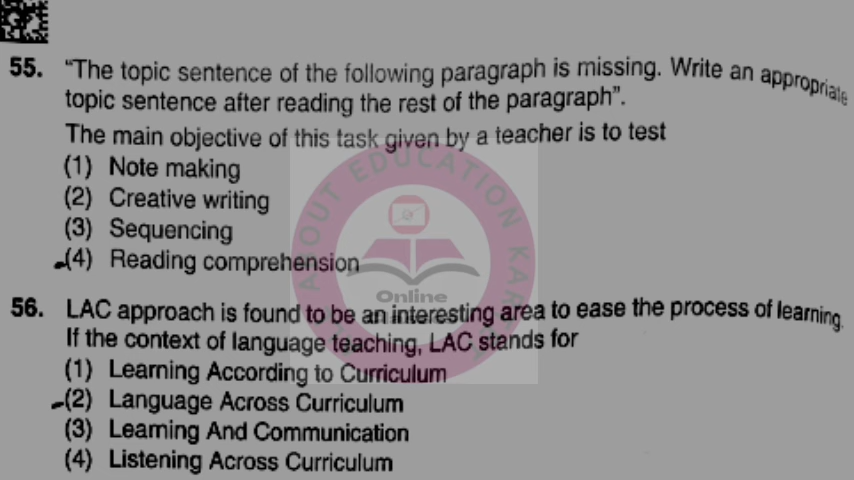 55. "The topic sentence of the following paragraph is missing. Write an appropriate
topic sentence after reading the rest of the paragraph".
The main objective of this task given by a teacher is to test
(1) Note making
(2) Creative writing
(3) Sequencing
(4) Reading comprehension
56. LAC approach is found to be an interesting area to ease the process of learning.
If the context of language teaching, LAC stands for
(1) Learning According to Curriculum
(2) Language Across Curriculum
(3) Learning And Communication
(4) Listening Across Curriculum
ABOUT EDUCATION
Online